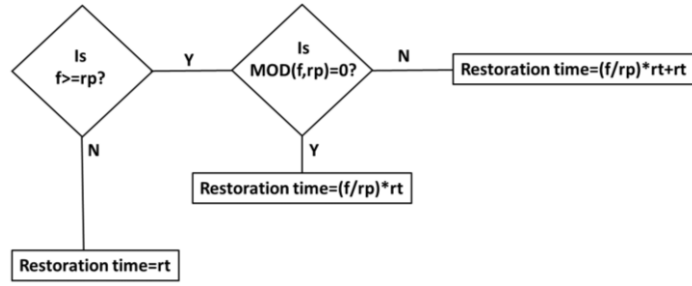 Is
f>=rp?
Y
Is
MOD(f,rp)=0?
N
Restoration time=(f/rp)*rt+rt
N
Y
Restoration time=(f/rp)*rt
Restoration time=rt